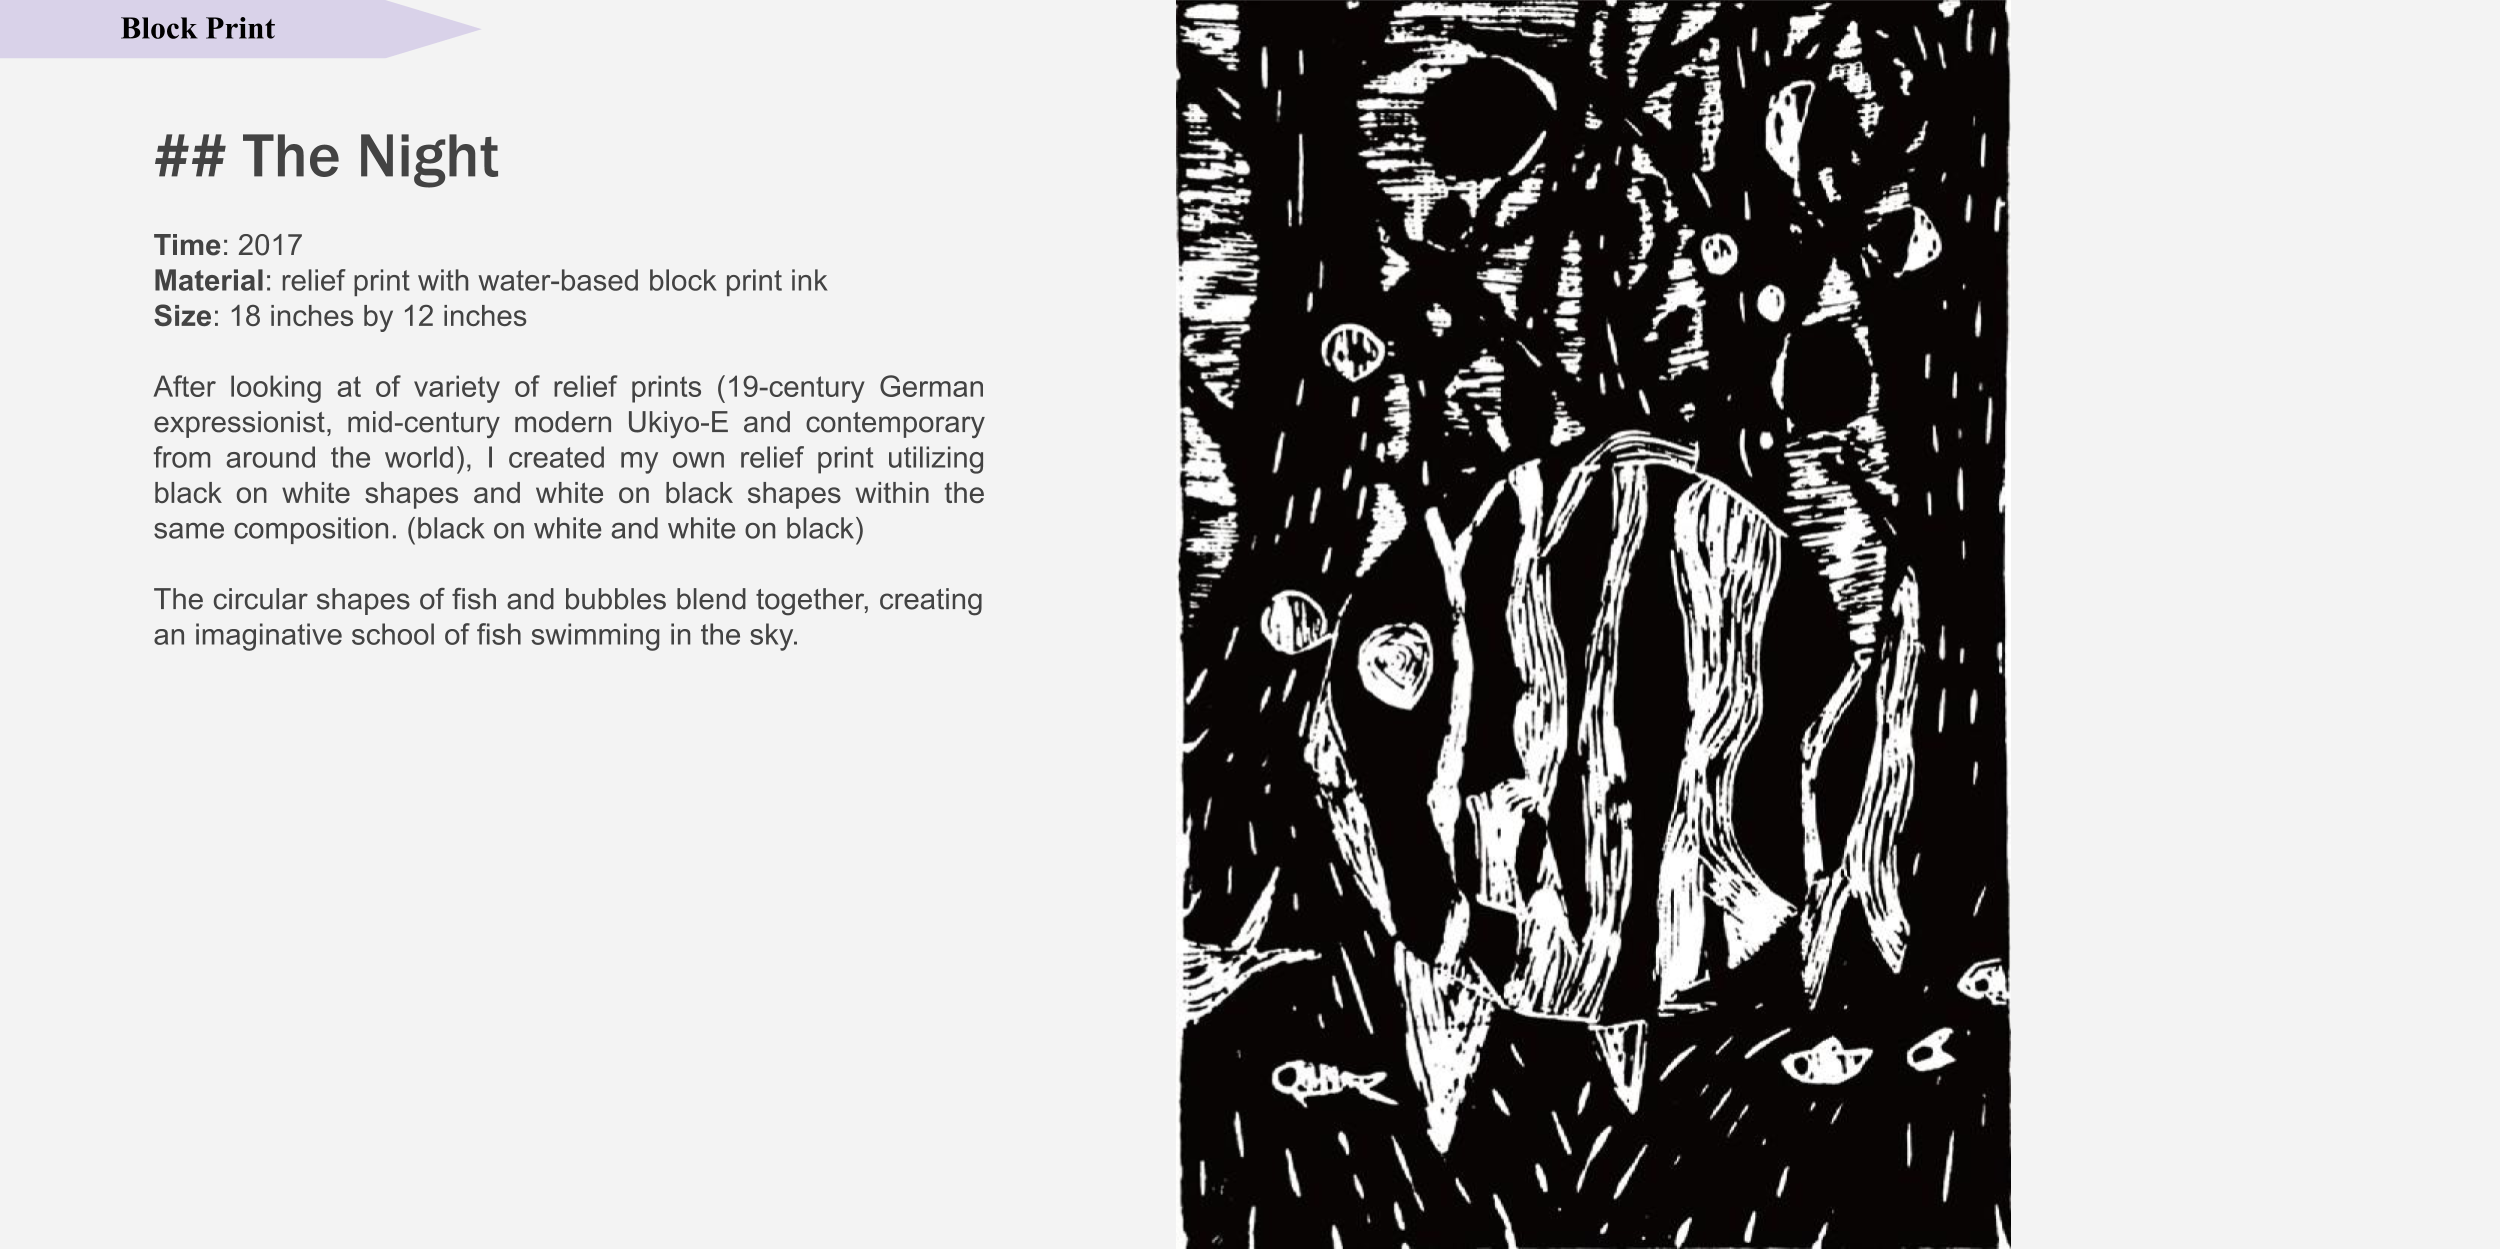 Block Print
## The Night
Time: 2017
Material: relief print with water-based block print ink
Size: 18 inches by 12 inches
After looking at of variety of relief prints (19-century German
expressionist, mid-century modern Ukiyo-E and contemporary
from around the world), I created my own relief print utilizing
black on white shapes and white on black shapes within the
same composition. (black on white and white on black)
The circular shapes of fish and bubbles blend together, creating
an imaginative school of fish swimming in the sky.